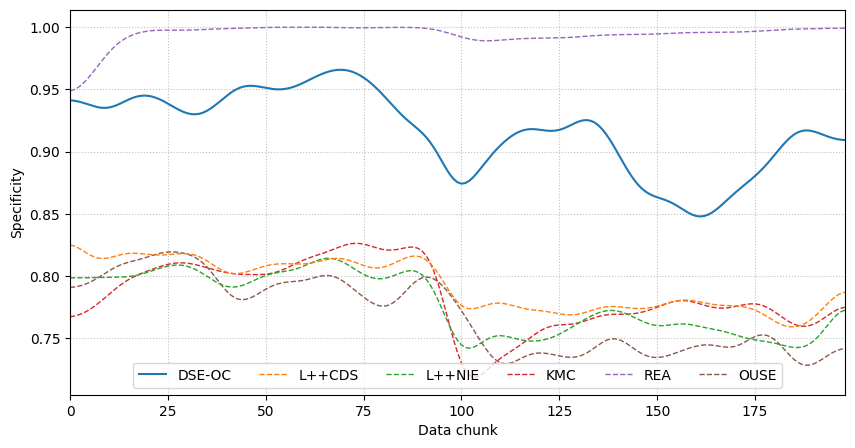 1.00
0.95
0.90
0.85
0.80
0.75
Specificity
DSE-OC L++CDS L++NIE KMC REA OUSE
0 25 50 75 100 125 150 175
Data chunk